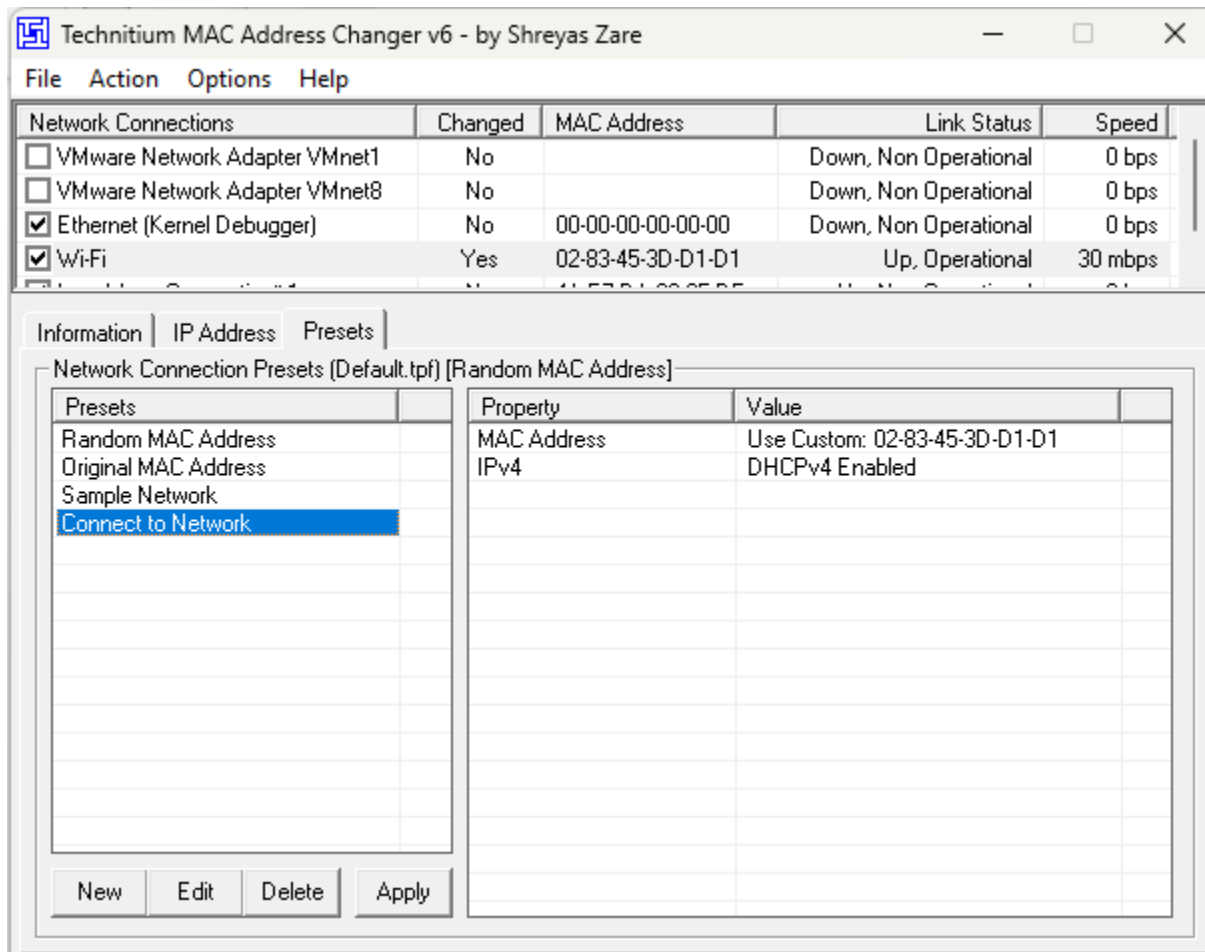 Technitium MAC Address Changer v6 - by Shreyas Zare
File Action Options Help
Network Connections Changed MAC Address Link Status Speed
VMware Network Adapter VMnet1 No Down, Non Operational 0 bps
VMware Network Adapter VMnet8 No Down, Non Operational 0 bps
Ethernet (Kernel Debugger) No 00-00-00-00-00-00 Down, Non Operational 0 bps
Wi-Fi Yes 02-83-45-3D-D1-D1 Up, Operational 30 mbps
Information IP Address Presets
Network Connection Presets (Default.tpf) [Random MAC Address]
Presets Property Value
Random MAC Address MAC Address Use Custom: 02-83-45-3D-D1-D1
Original MAC Address IPv4 DHCPv4 Enabled
Sample Network
Connect to Network
New Edit Delete Apply